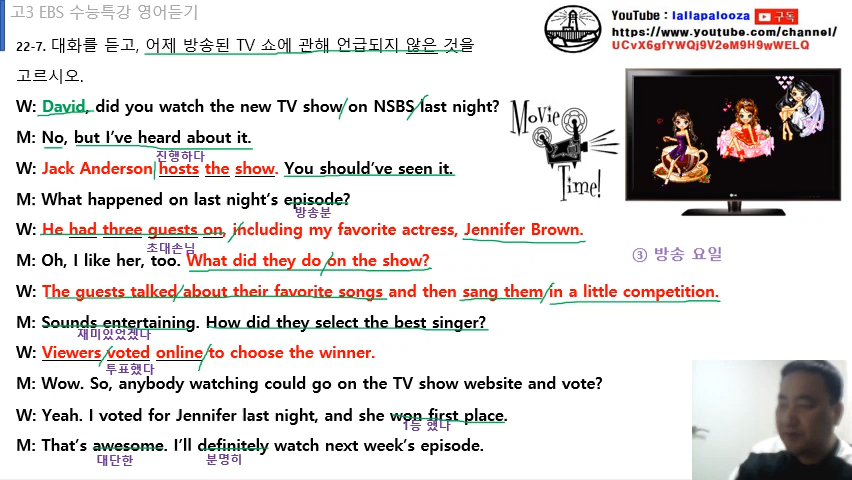 고3 EBS 수능특강 영어듣기
YouTube : lallapalooza 구독
https://www.youtube.com/channel/
UCvX6gfYWQj9V2eM9H9wWELQ
22-7. 대화를 듣고, 어제 방송된 TV 쇼에 관해 언급되지 않은 것을
고르시오.
W: David, did you watch the new TV show on NSBS last night?
M: No, but I've heard about it.
진행하다
W: Jack Anderson hosts the show. You should've seen it.
M: What happened on last night's episode?
방송분
W: He had three guests on, including my favorite actress, Jennifer Brown.
초대손님
M: Oh, I like her, too. What did they do on the show?
W: The guests talked about their favorite songs and then sang them in a little competition.
M: Sounds entertaining. How did they select the best singer?
재미있었겠다
W: Viewers voted online to choose the winner.
투표했다
M: Wow. So, anybody watching could go on the TV show website and vote?
W: Yeah. I voted for Jennifer last night, and she won first place.
1등 했다
M: That's awesome. I'll definitely watch next week's episode.
대단한 분명히
Movie
Time!
LG
③ 방송 요일